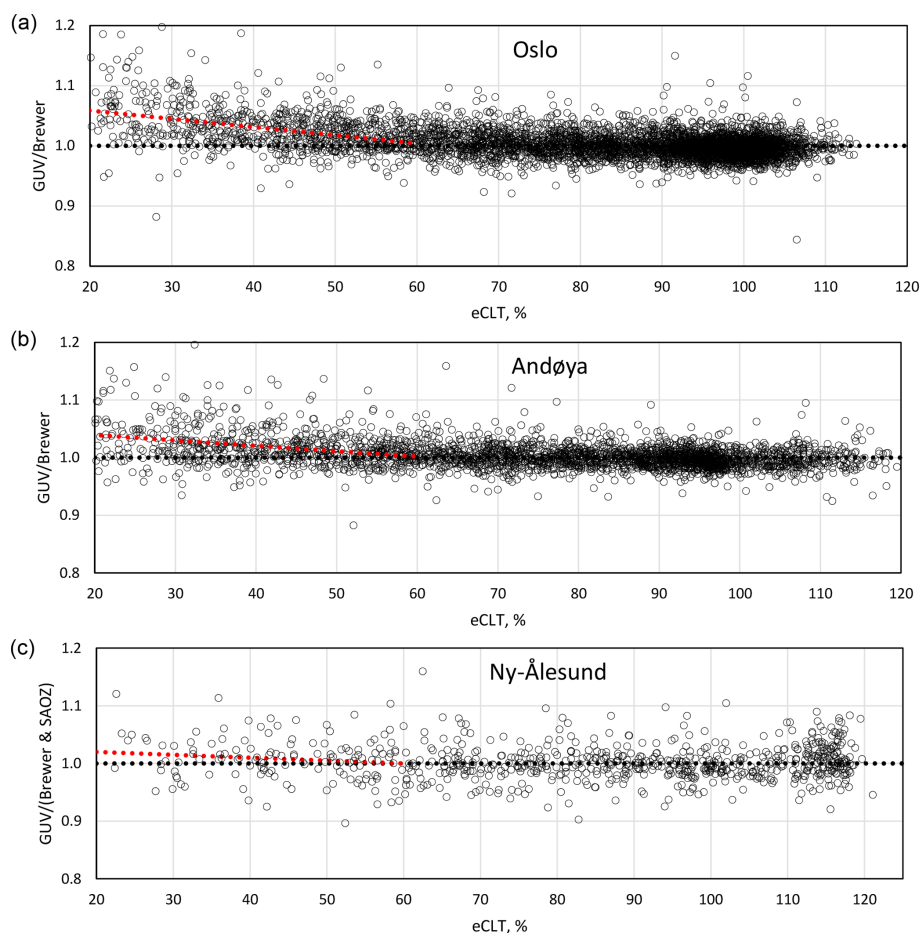 (a)
Oslo
GUV/Brewer
1.2
1.1
1.0
0.9
0.8
20 30 40 50 60 70 80 90 100 110 120
eCLT, %
(b)
Andøya
GUV/Brewer
1.2
1.1
1.0
0.9
0.8
20 30 40 50 60 70 80 90 100 110 120
eCLT, %
(c)
Ny-Ålesund
GUV/(Brewer & SAOZ)
1.2
1.1
1.0
0.9
0.8
20 30 40 50 60 70 80 90 100 110 120
eCLT, %